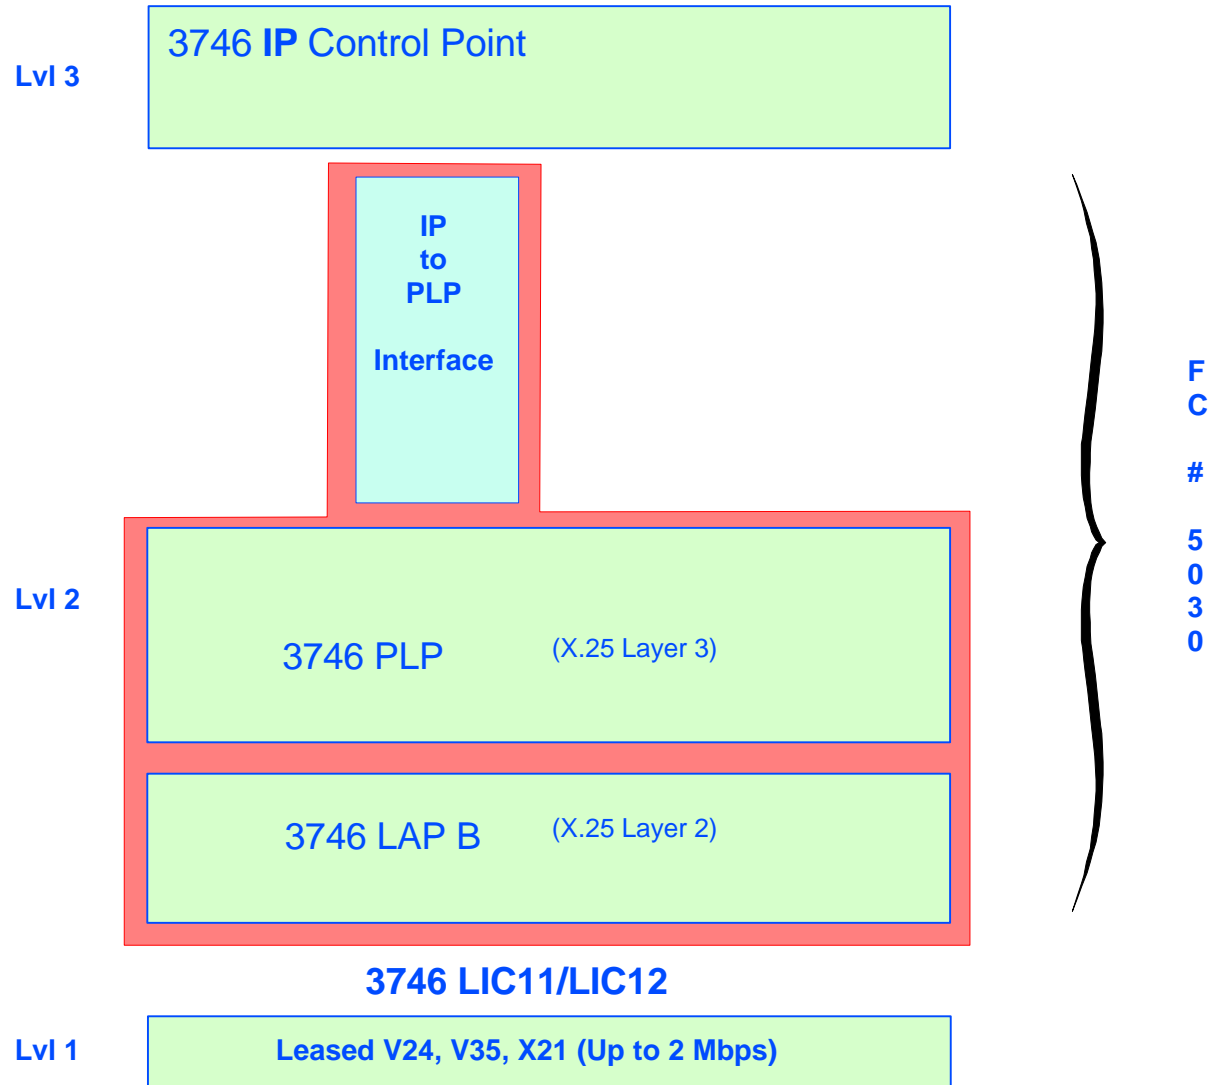 3746 IP Control Point
Lvl 3
IP
to
PLP
Interface
F
C
#
5
0
3
0
Lvl 2
3746 PLP (X.25 Layer 3)
3746 LAP B (X.25 Layer 2)
3746 LIC11/LIC12
Lvl 1
Leased V24, V35, X21 (Up to 2 Mbps)